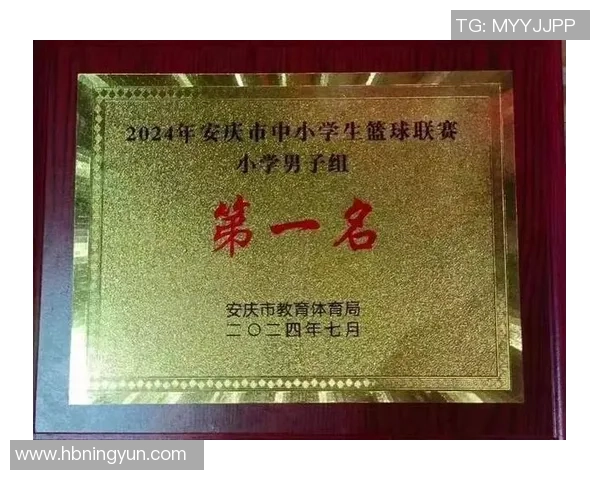 TG: MYYJJPP
2024年安庆市中小学生篮球联赛
小学男子组
第一名
安庆市教育体育局
二〇二四年七月
www.hbningyun.com